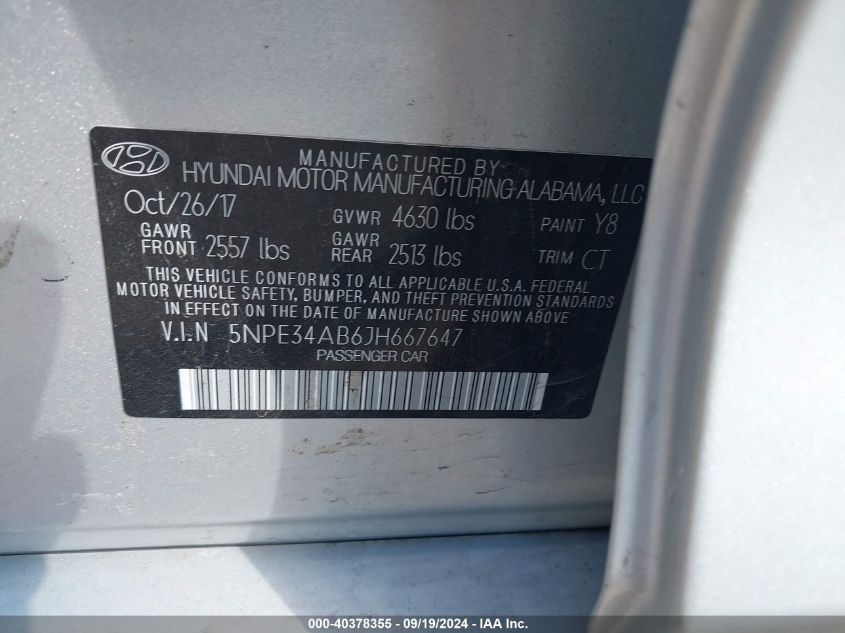 MANUFACTURED BY
HYUNDAI MOTOR MANUFACTURING ALABAMA, LLC
Oct/26/17 GVWR 4630 lbs PAINT Y8
GAWR FRONT 2557 lbs GAWR REAR 2513 lbs TRIM CT
THIS VEHICLE CONFORMS TO ALL APPLICABLE U.S.A. FEDERAL
MOTOR VEHICLE SAFETY, BUMPER, AND THEFT PREVENTION STANDARDS
IN EFFECT ON THE DATE OF MANUFACTURE SHOWN ABOVE
V.I.N 5NPE34AB6JH667647
PASSENGER CAR
000-40378355 - 09/19/2024 - IAA Inc.